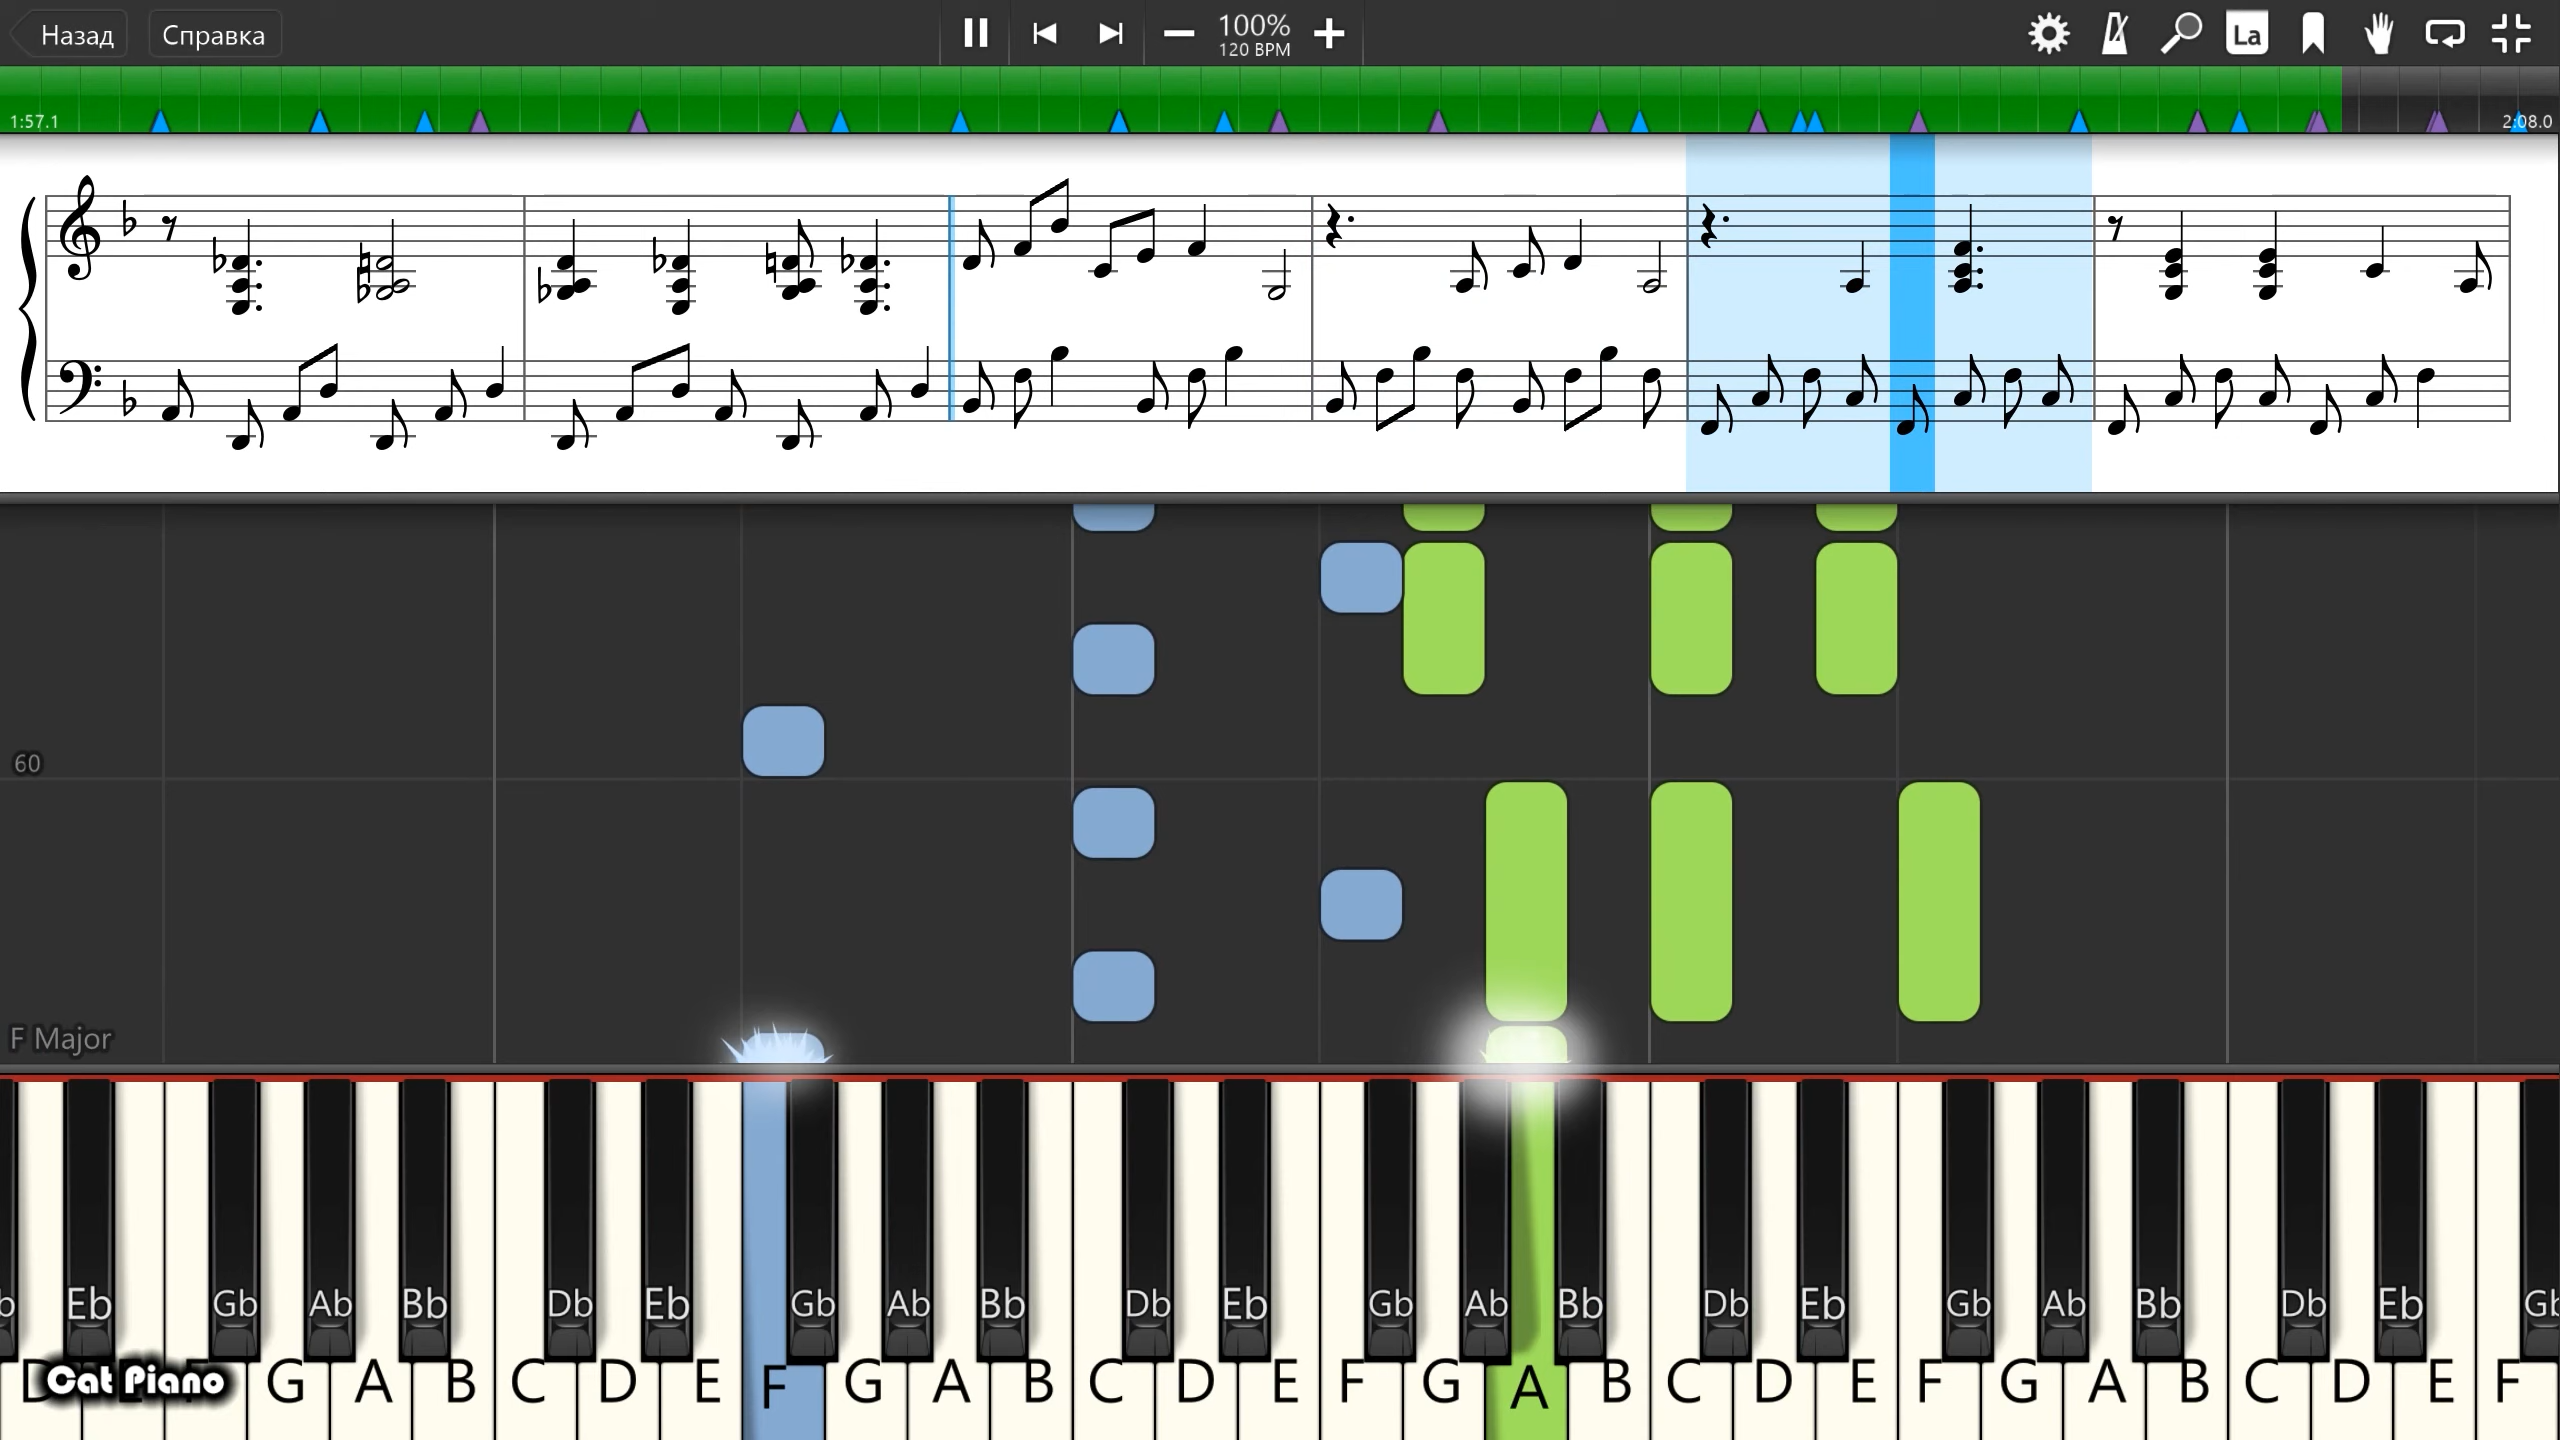 Назад Справка 100% La
120 BPM
1:57.1 2:08.0
60
F Major
Eb Gb Ab Bb Db Eb Gb Ab Bb Db Eb Gb Ab Bb Db Eb Gb Ab Bb Db Eb
G A B C D E F G A B C D E F G A B C D E F G A B C D E F
Cat Piano